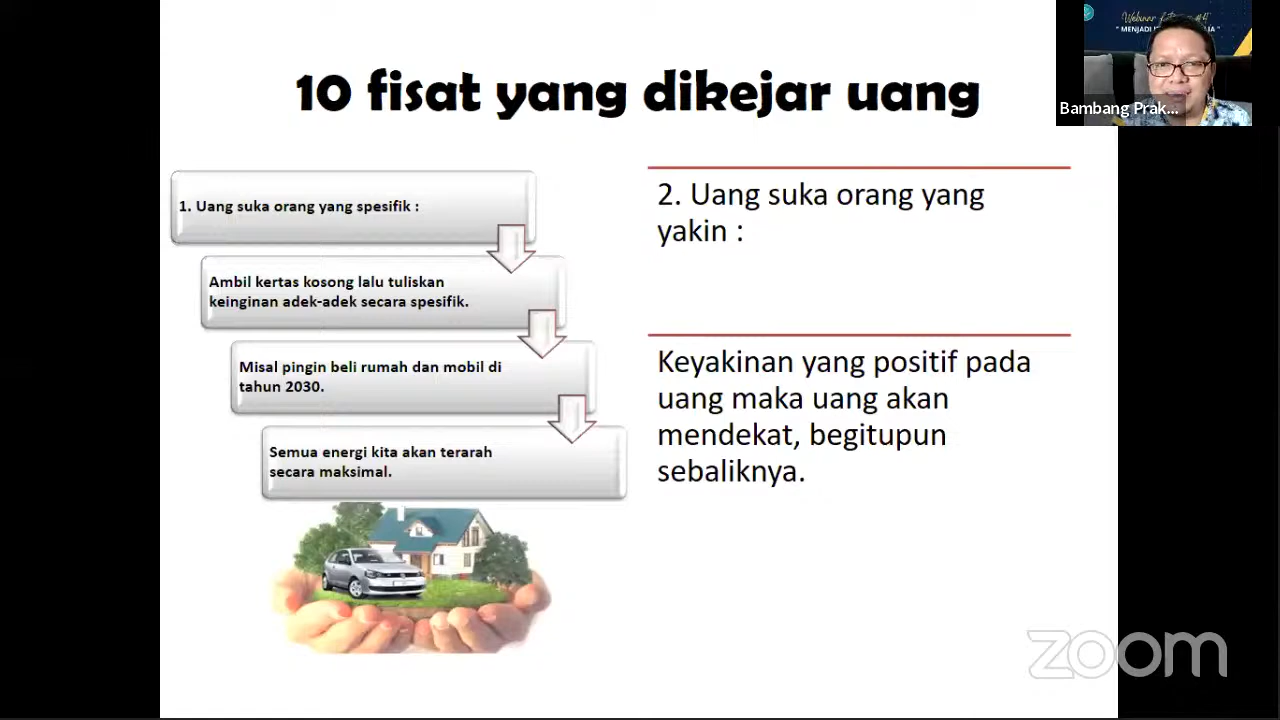 10 fisat yang dikejar uang
1. Uang suka orang yang spesifik :
Ambil kertas kosong lalu tuliskan
keinginan adek-adek secara spesifik.
Misal pingin beli rumah dan mobil di
tahun 2030.
Semua energi kita akan terarah
secara maksimal.
2. Uang suka orang yang
yakin :
Keyakinan yang positif pada
uang maka uang akan
mendekat, begitupun
sebaliknya.
Webinar
" MENJADI
Bambang Prak...
zoom